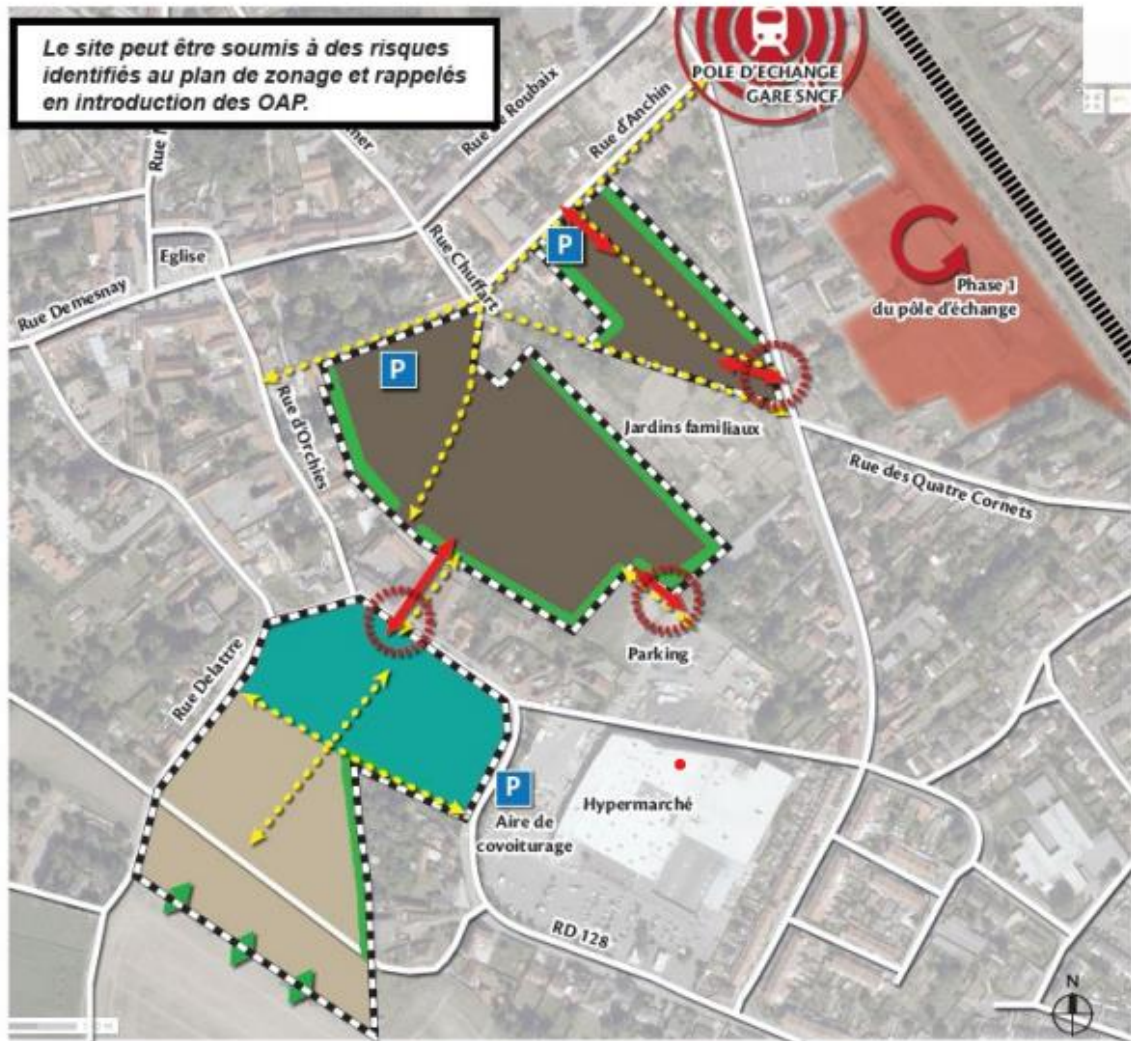 Le site peut être soumis à des risques
identifiés au plan de zonage et rappelés
en introduction des OAP.
POLE D'ECHANGE
GARE SNCF
Rue d'Anchin
Roubaix
Rue
P
Rue Chuffart
Eglise
Phase 1
du pôle d'échange
Rue Demesnay
P
Rue d'Orchies
Jardins familiaux
Rue des Quatre Cornets
Parking
Rue Delattre
P
Hypermarché
Aire de
covoiturage
RD 128
N